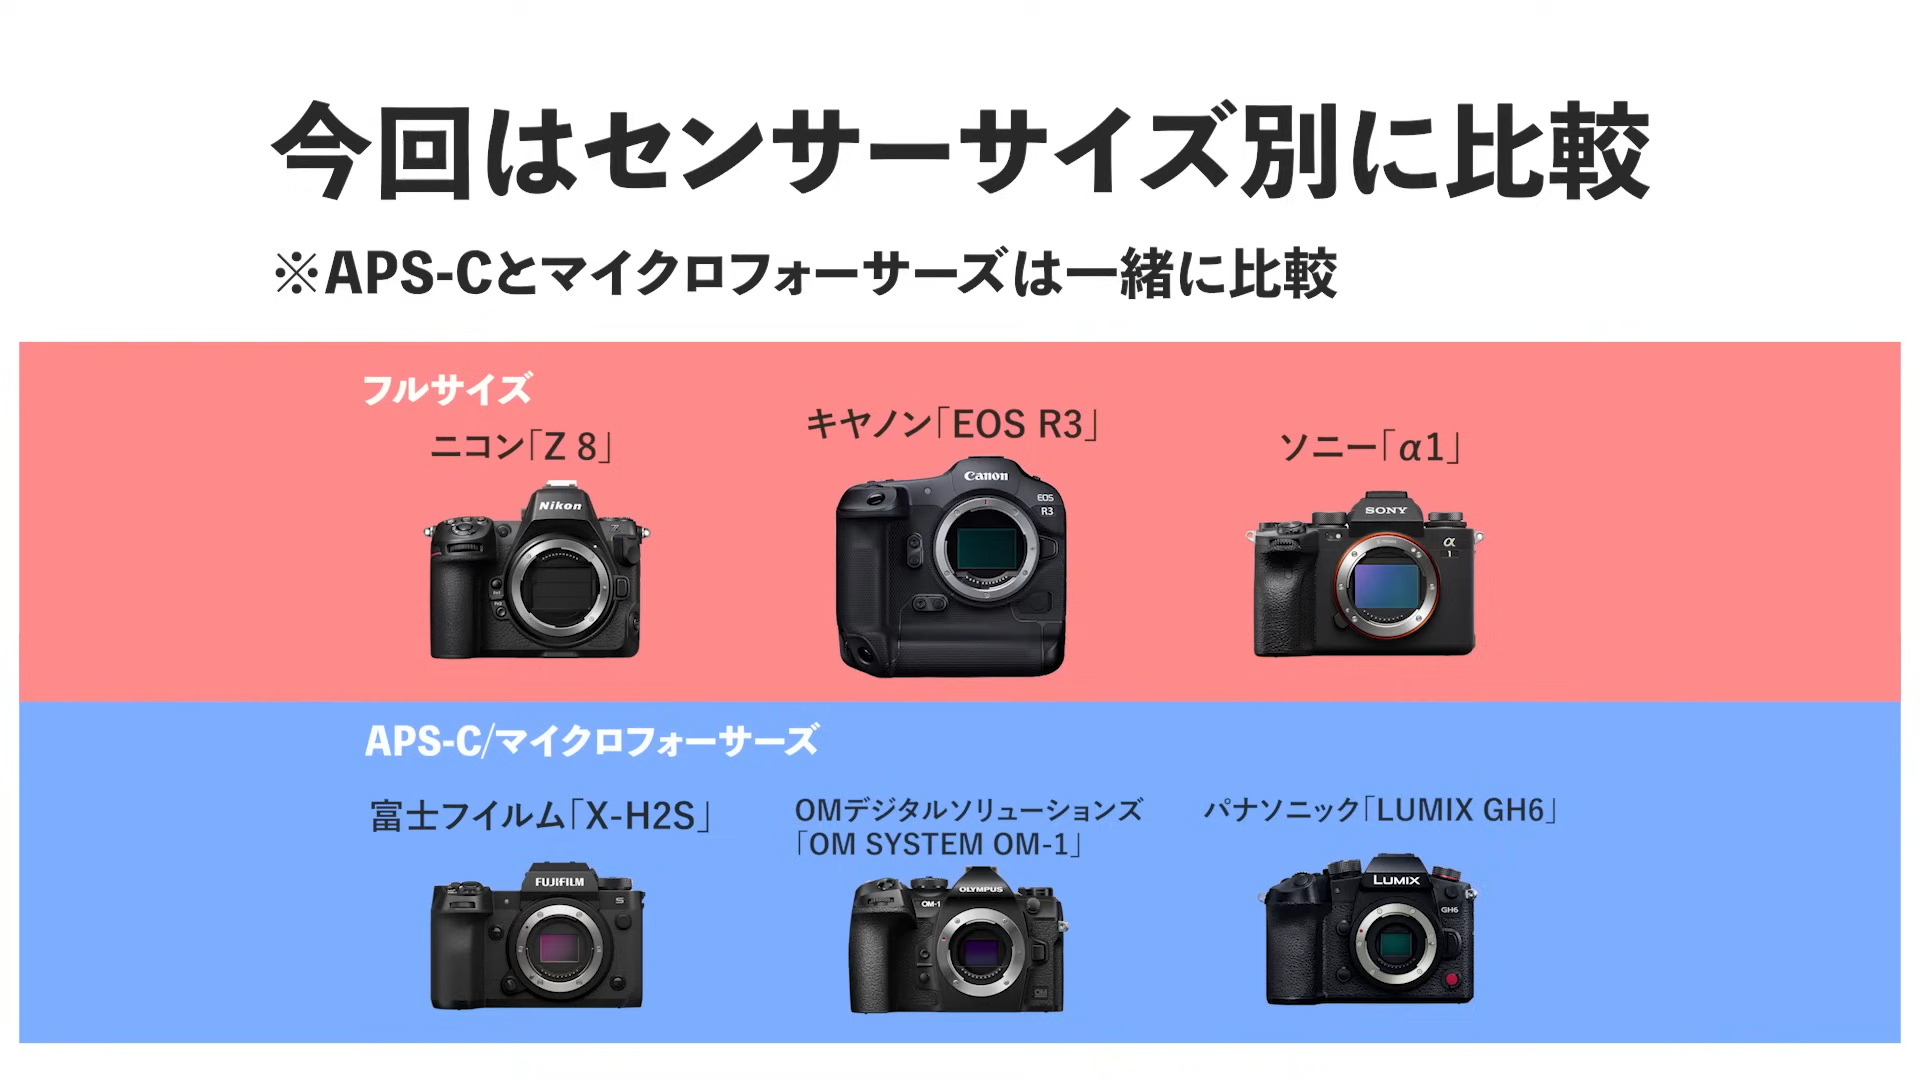 今回はセンサーサイズ別に比較
※APS-Cとマイクロフォーサーズは一緒に比較
フルサイズ
ニコン「Z 8」
キヤノン「EOS R3」
ソニー「α1」
Nikon
Canon
EOS
R3
SONY
α
1
APS-C/マイクロフォーサーズ
富士フイルム「X-H2S」
OMデジタルソリューションズ
「OM SYSTEM OM-1」
パナソニック「LUMIX GH6」
FUJIFILM
S
OLYMPUS
OM-1
OM
LUMIX
GH6